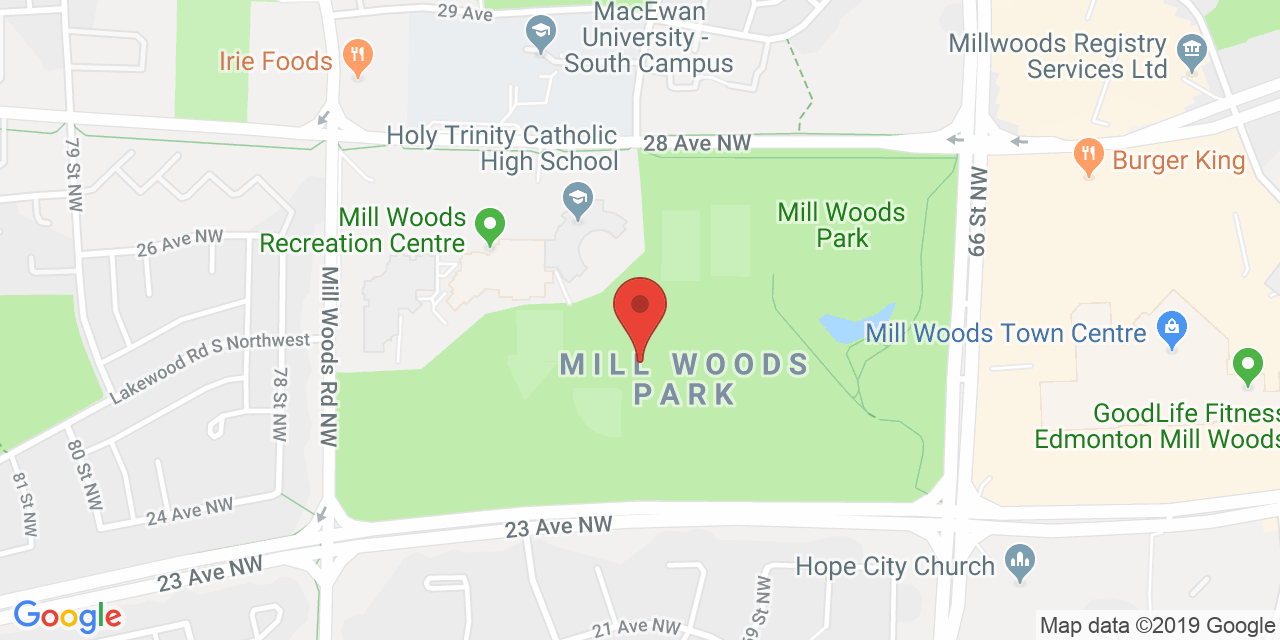 29 Ave
MacEwan
University -
South Campus
Irie Foods
Millwoods Registry
Services Ltd
Holy Trinity Catholic
High School
28 Ave NW
Burger King
79 St NW
66 St NW
Mill Woods
Recreation Centre
Mill Woods
Park
26 Ave NW
Mill Woods Rd NW
Lakewood Rd S Northwest
Mill Woods Town Centre
MILL WOODS
PARK
78 St NW
GoodLife Fitness
Edmonton Mill Woods
80 St NW
81 St NW
24 Ave NW
23 Ave NW
23 Ave NW
Hope City Church
59 St NW
21 Ave NW
Google
Map data ©2019 Google